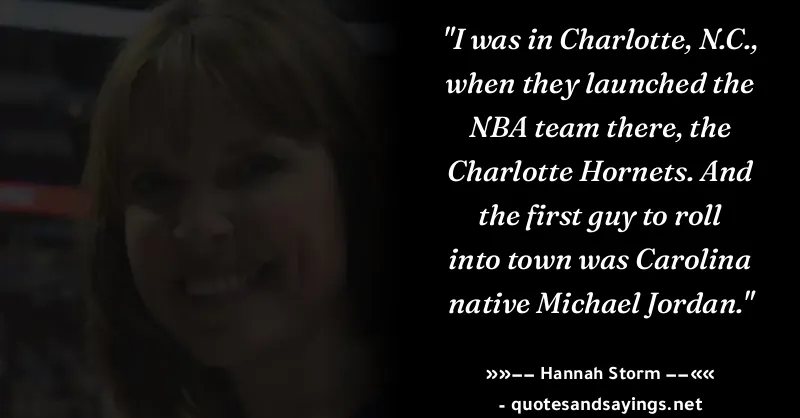 "I was in Charlotte, N.C.,
when they launched the
NBA team there, the
Charlotte Hornets. And
the first guy to roll
into town was Carolina
native Michael Jordan."
»»–– Hannah Storm ––««
- quotesandsayings.net